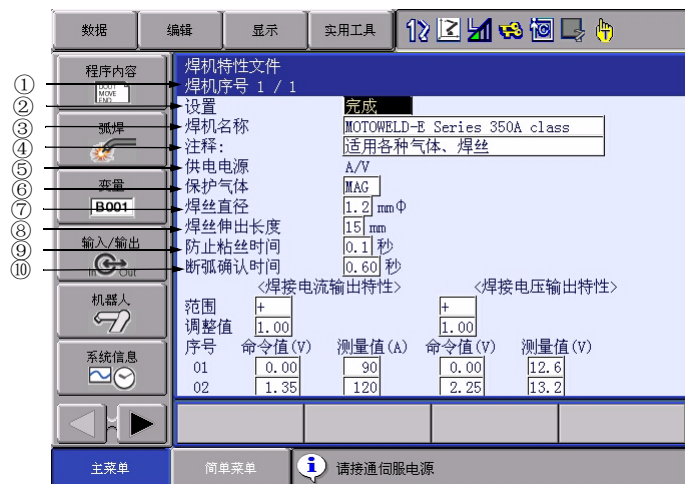 数据 编辑 显示 实用工具
程序内容
DOUT
MOVE
END
弧焊
变量
B001
输入/输出
In Out
机器人
系统信息
焊机特性文件
① 焊机序号 1 / 1
② 设置 完成
③ 焊机名称 MOTOWELD-E Series 350A class
④ 注释: 适用各种气体、焊丝
⑤ 供电电源 A/V
⑥ 保护气体 MAG
⑦ 焊丝直径 1.2 mmΦ
⑧ 焊丝伸出长度 15 mm
⑨ 防止粘丝时间 0.1 秒
⑩ 断弧确认时间 0.60 秒
<焊接电流输出特性> <焊接电压输出特性>
范围 + +
调整值 1.00 1.00
序号 命令值(V) 测量值(A) 命令值(V) 测量值(V)
01 0.00 90 0.00 12.6
02 1.35 120 2.25 13.2
主菜单 简单菜单 请接通伺服电源